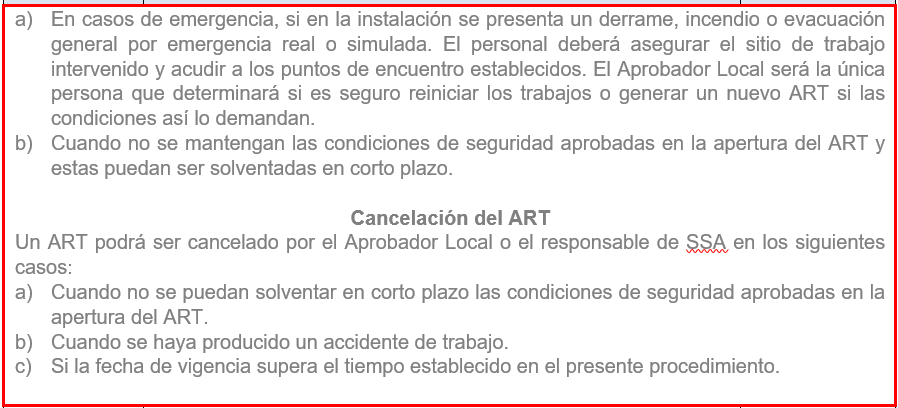 a) En casos de emergencia, si en la instalación se presenta un derrame, incendio o evacuación
general por emergencia real o simulada. El personal deberá asegurar el sitio de trabajo
intervenido y acudir a los puntos de encuentro establecidos. El Aprobador Local será la única
persona que determinará si es seguro reiniciar los trabajos o generar un nuevo ART si las
condiciones así lo demandan.
b) Cuando no se mantengan las condiciones de seguridad aprobadas en la apertura del ART y
estas puedan ser solventadas en corto plazo.
Cancelación del ART
Un ART podrá ser cancelado por el Aprobador Local o el responsable de SSA en los siguientes
casos:
a) Cuando no se puedan solventar en corto plazo las condiciones de seguridad aprobadas en la
apertura del ART.
b) Cuando se haya producido un accidente de trabajo.
c) Si la fecha de vigencia supera el tiempo establecido en el presente procedimiento.